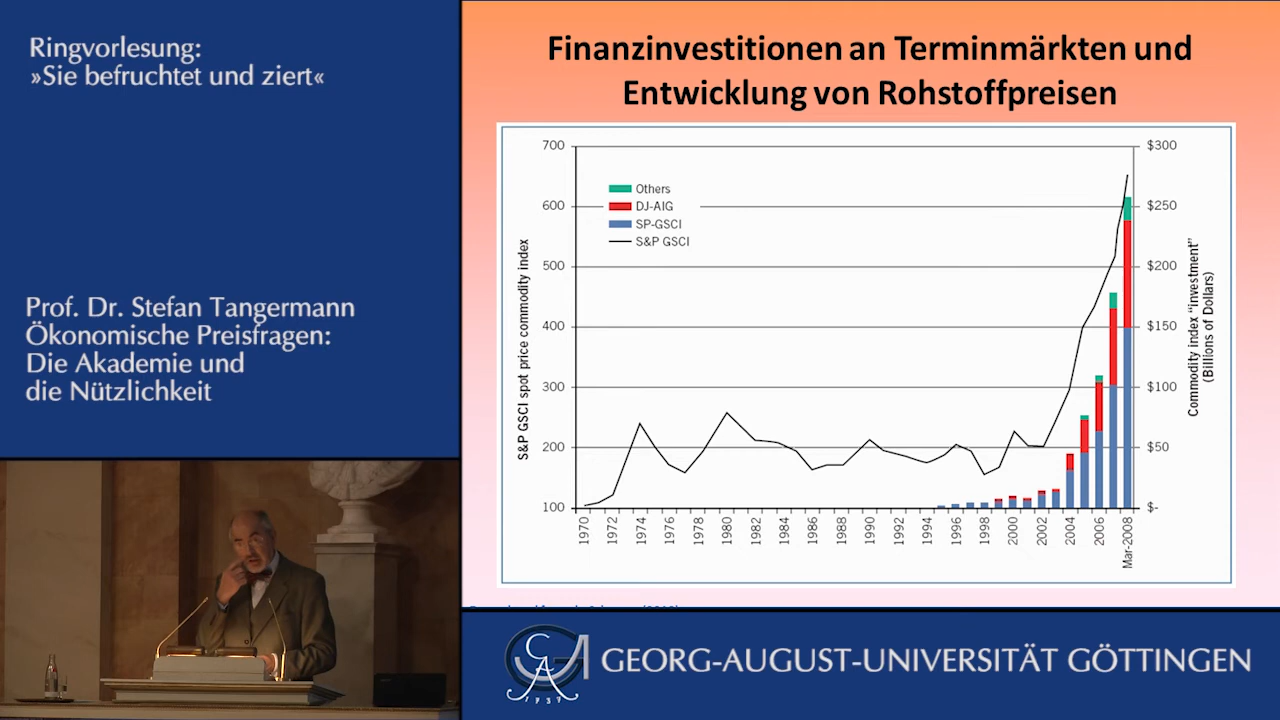 Ringvorlesung:
»Sie befruchtet und ziert«
Prof. Dr. Stefan Tangermann
Ökonomische Preisfragen:
Die Akademie und
die Nützlichkeit
Finanzinvestitionen an Terminmärkten und
Entwicklung von Rohstoffpreisen
700
600
500
400
300
200
100
S&P GSCI spot price commodity index
Others
DJ-AIG
SP-GSCI
S&P GSCI
$300
$250
$200
$150
$100
$50
$-
Commodity index "investment"
(Billions of Dollars)
1970
1972
1974
1976
1978
1980
1982
1984
1986
1988
1990
1992
1994
1996
1998
2000
2002
2004
2006
Mar-2008
GEORG-AUGUST-UNIVERSITÄT GÖTTINGEN
GA
1737